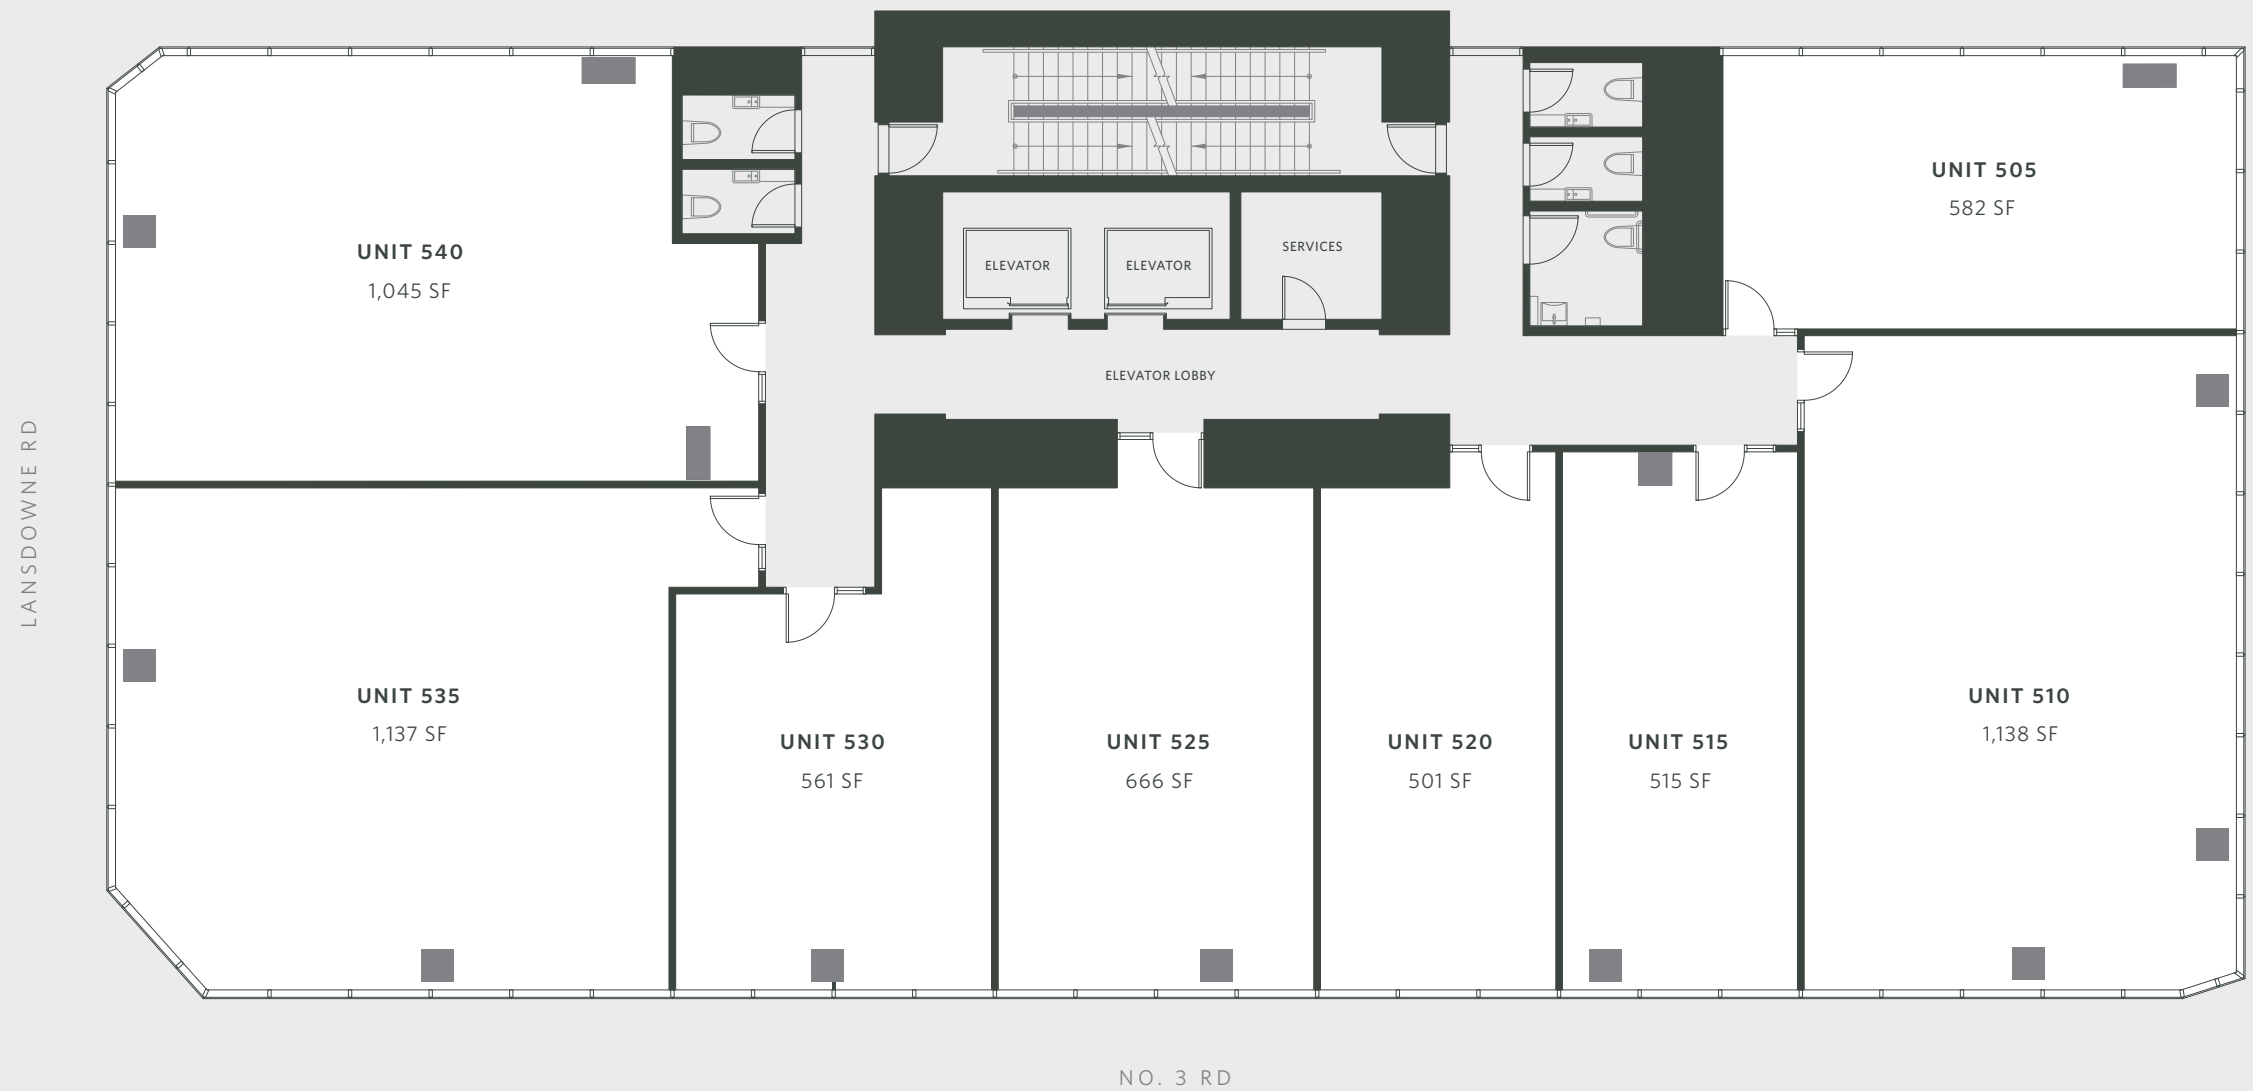 UNIT 505
582 SF
UNIT 540
1,045 SF
ELEVATOR
ELEVATOR
SERVICES
ELEVATOR LOBBY
LANSDOWNE RD
UNIT 535
1,137 SF
UNIT 530
561 SF
UNIT 525
666 SF
UNIT 520
501 SF
UNIT 515
515 SF
UNIT 510
1,138 SF
NO. 3 RD